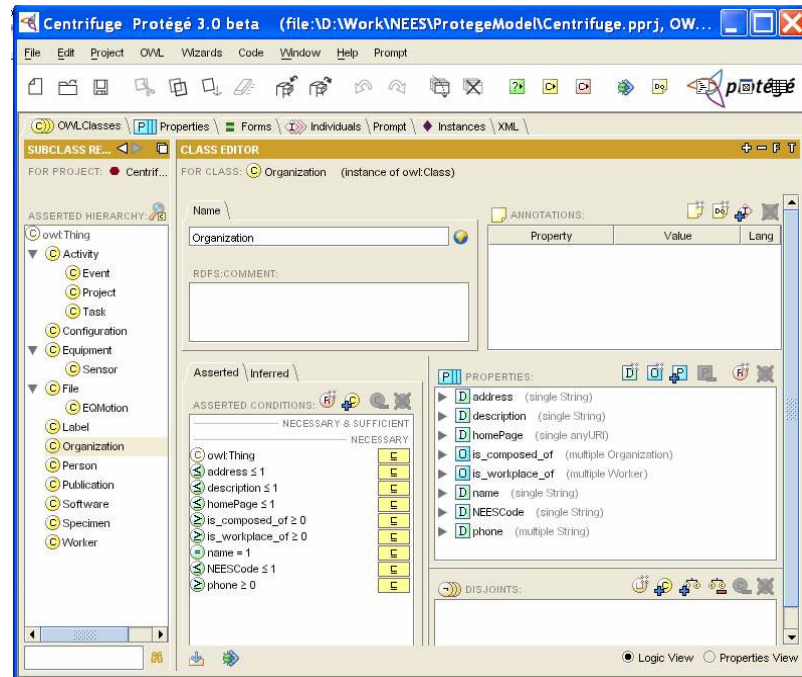 Centrifuge Protégé 3.0 beta (file:\D:\Work\NEES\ProtegeModel\Centrifuge.pprj, OW...
File Edit Project OWL Wizards Code Window Help Prompt
protégé
OWLClasses Properties Forms Individuals Prompt Instances XML
SUBCLASS RE...
FOR PROJECT: Centrif...
ASSERTED HIERARCHY:
owl:Thing
Activity
Event
Project
Task
Configuration
Equipment
Sensor
File
EQMotion
Label
Organization
Person
Publication
Software
Specimen
Worker
CLASS EDITOR
FOR CLASS: Organization (instance of owl:Class)
Name
Organization
RDFS:COMMENT:
ANNOTATIONS:
Property Value Lang
Asserted Inferred
ASSERTED CONDITIONS:
NECESSARY & SUFFICIENT
NECESSARY
owl:Thing
address ≤ 1
description ≤ 1
homePage ≤ 1
is_composed_of ≥ 0
is_workplace_of ≥ 0
name = 1
NEESCode ≤ 1
phone ≥ 0
PROPERTIES:
address (single String)
description (single String)
homePage (single anyURI)
is_composed_of (multiple Organization)
is_workplace_of (multiple Worker)
name (single String)
NEESCode (single String)
phone (multiple String)
DISJOINTS:
Logic View Properties View